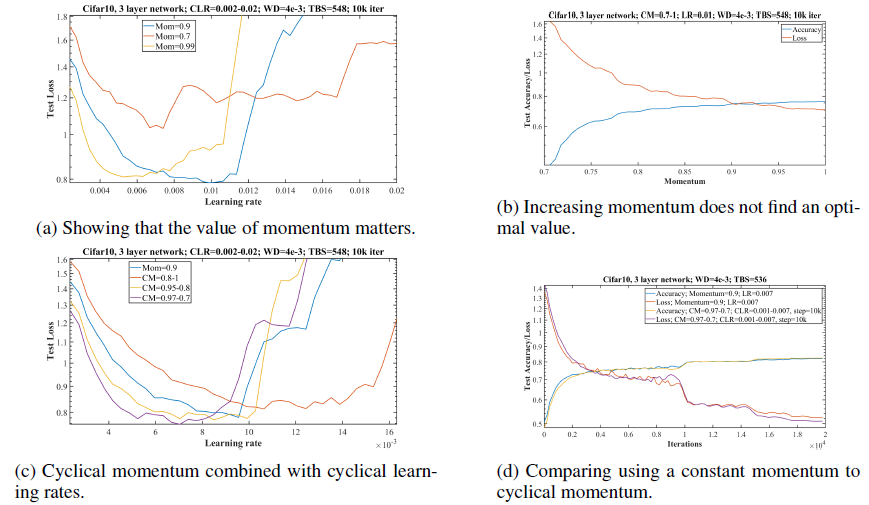 Cifar10, 3 layer network; CLR=0.002-0.02; WD=4e-3; TBS=548; 10k iter
Mom=0.9
Mom=0.7
Mom=0.99
Test Loss
1.8
1.6
1.4
1.2
1
0.8
0.004 0.006 0.008 0.01 0.012 0.014 0.016 0.018 0.02
Learning rate
(a) Showing that the value of momentum matters.
Cifar10, 3 layer network; CM=0.7-1; LR=0.01; WD=4e-3; TBS=548; 10k iter
Accuracy
Loss
Test Accuracy/Loss
1.6
1.4
1.2
1
0.8
0.6
0.7 0.75 0.8 0.85 0.9 0.95 1
Momentum
(b) Increasing momentum does not find an opti-
mal value.
Cifar10, 3 layer network; CLR=0.002-0.02; WD=4e-3; TBS=548; 10k iter
Mom=0.9
CM=0.8-1
CM=0.95-0.8
CM=0.97-0.7
Test Loss
1.6
1.5
1.4
1.3
1.2
1.1
1
0.9
0.8
4 6 8 10 12 14 16
×10-3
Learning rate
(c) Cyclical momentum combined with cyclical learn-
ing rates.
Cifar10, 3 layer network; WD=4e-3; TBS=536
Accuracy; Momentum=0.9; LR=0.007
Loss; Momentum=0.9; LR=0.007
Accuracy; CM=0.97-0.7; CLR=0.001-0.007, step=10k
Loss; CM=0.97-0.7; CLR=0.001-0.007, step=10k
Test Accuracy/Loss
1.4
1.3
1.2
1.1
1
0.9
0.8
0.7
0.6
0.5
0 0.2 0.4 0.6 0.8 1 1.2 1.4 1.6 1.8 2
×104
Iterations
(d) Comparing using a constant momentum to
cyclical momentum.